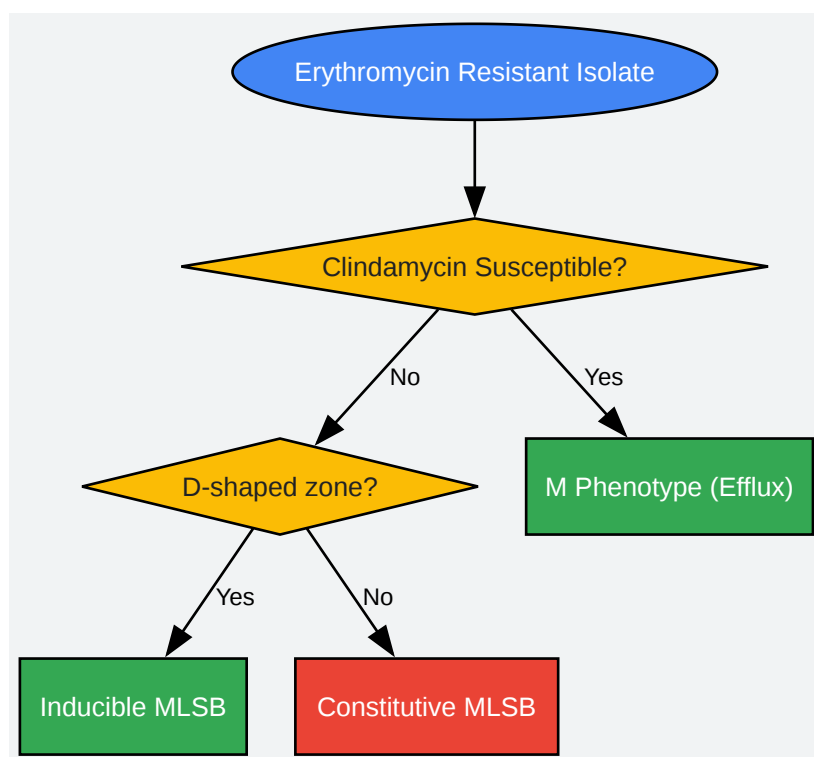 Erythromycin Resistant Isolate
Clindamycin Susceptible?
No
Yes
D-shaped zone?
M Phenotype (Efflux)
Yes
No
Inducible MLSB
Constitutive MLSB